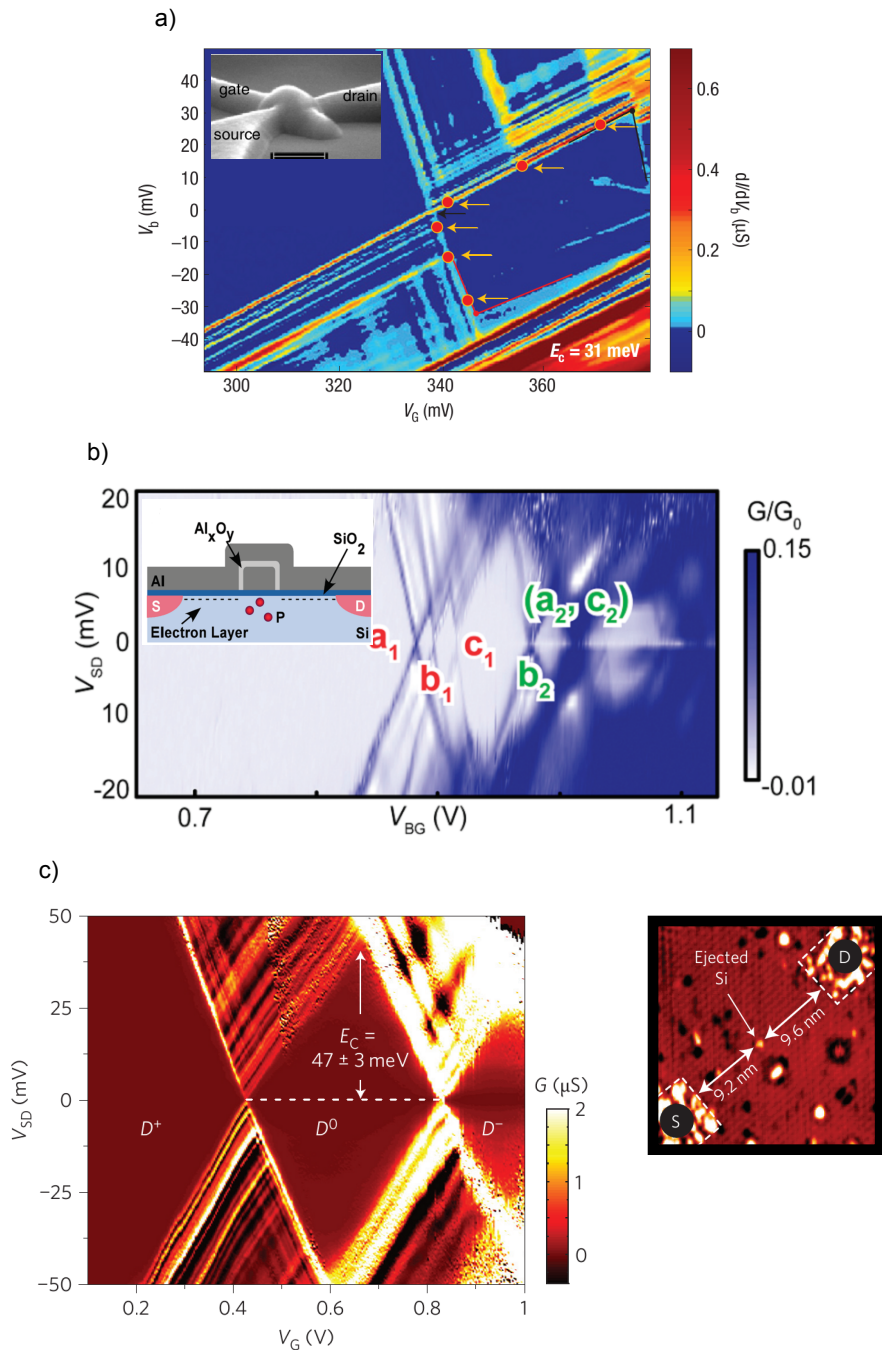 a)
gate
drain
source
V_b (mV)
50
40
30
20
10
0
−10
−20
−30
−40
300
320
340
360
V_G (mV)
E_c = 31 meV
0.6
0.4
0.2
0
dI/dV_b (µS)
b)
Al_xO_y
SiO_2
Al
S
D
P
Electron Layer
Si
V_SD (mV)
20
10
0
10
-20
0.7
1.1
V_BG (V)
a_1
b_1
c_1
(a_2, c_2)
b_2
G/G_0
0.15
-0.01
c)
V_SD (mV)
50
25
0
−25
−50
0.2
0.4
0.6
0.8
1
V_G (V)
E_C =
47 ± 3 meV
D^+
D^0
D^−
G (µS)
2
1
0
Ejected
Si
D
9.6 nm
9.2 nm
S